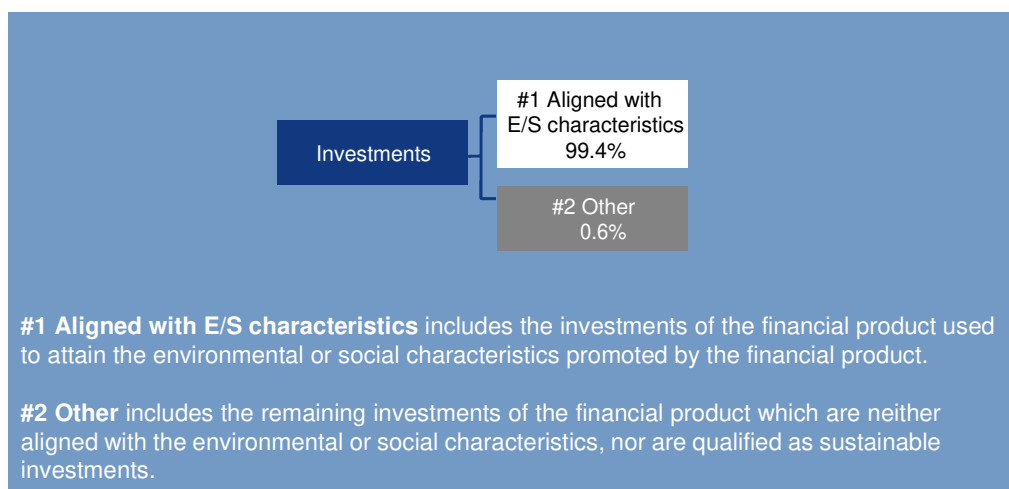 #1 Aligned with
E/S characteristics
99.4%
Investments
#2 Other
0.6%
#1 Aligned with E/S characteristics includes the investments of the financial product used
to attain the environmental or social characteristics promoted by the financial product.
#2 Other includes the remaining investments of the financial product which are neither
aligned with the environmental or social characteristics, nor are qualified as sustainable
investments.